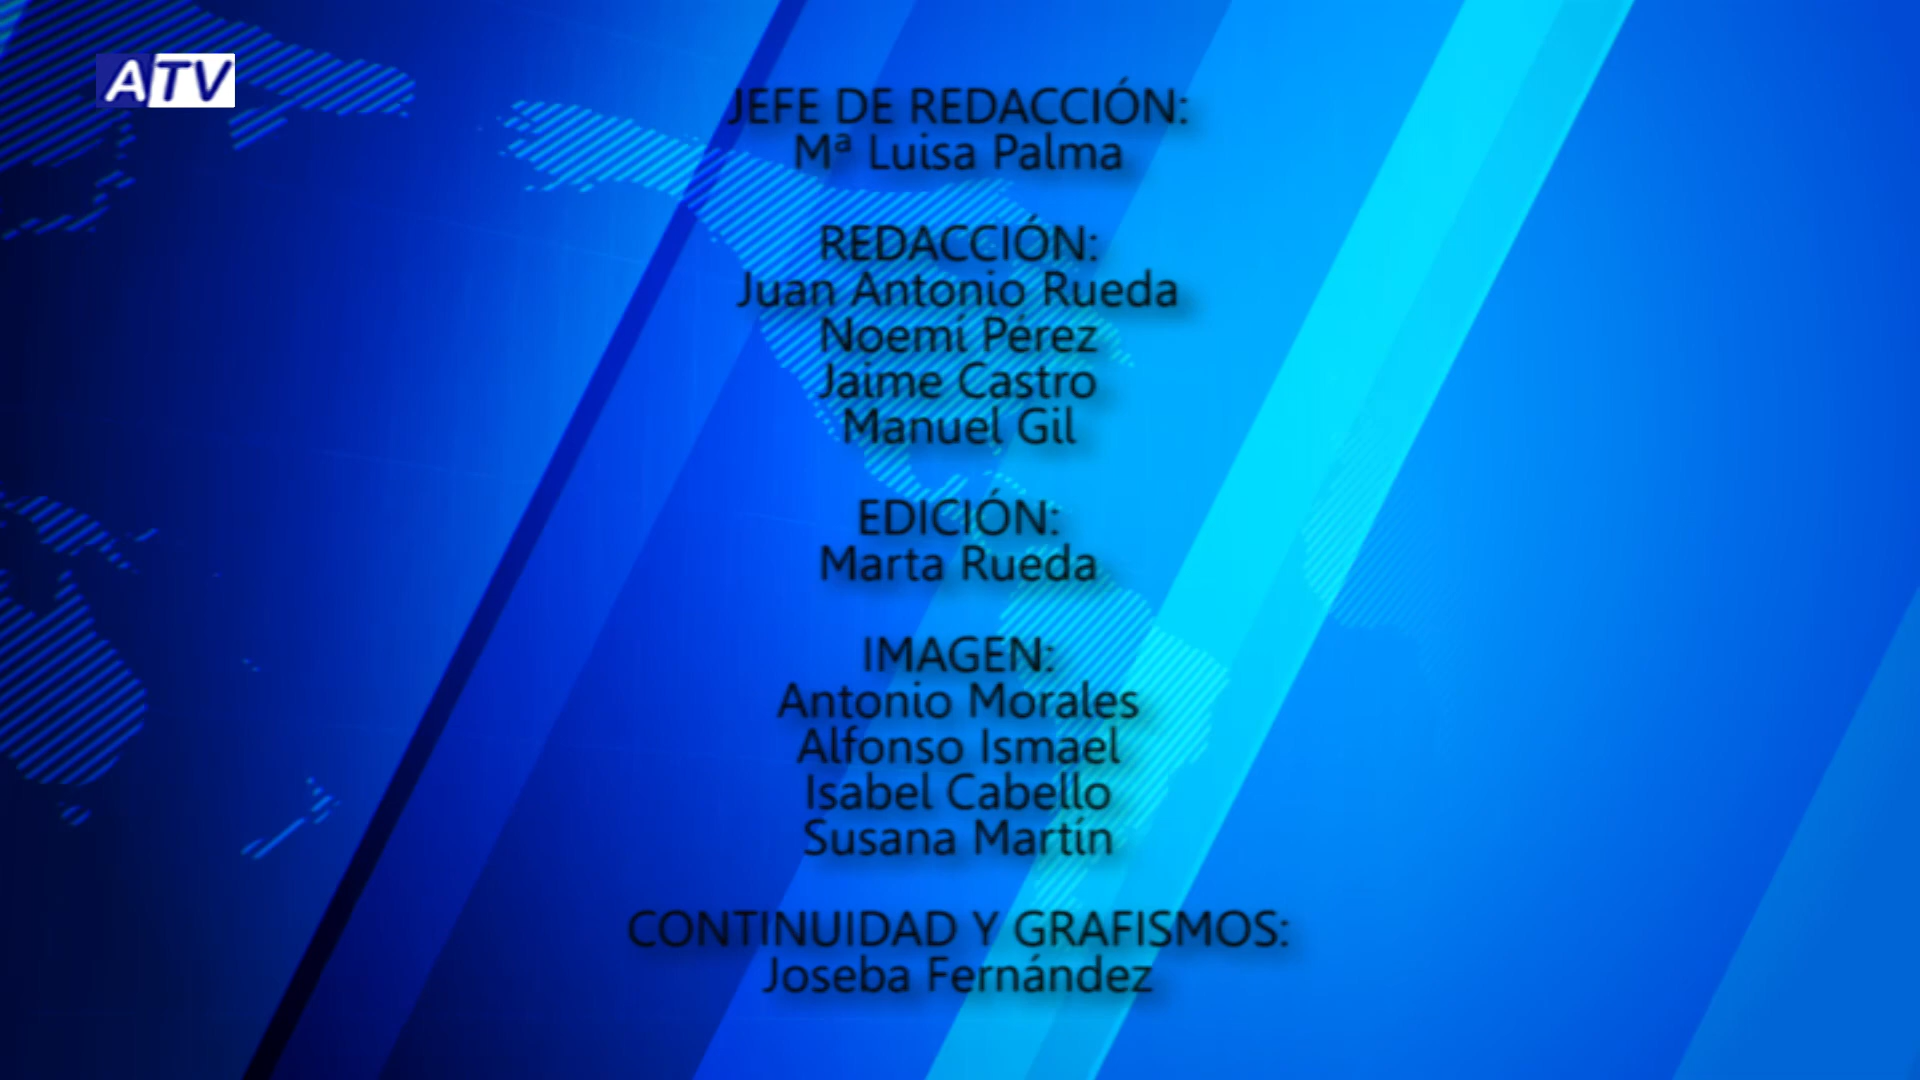 ATV
JEFE DE REDACCIÓN:
Mª Luisa Palma
REDACCIÓN:
Juan Antonio Rueda
Noemí Pérez
Jaime Castro
Manuel Gil
EDICIÓN:
Marta Rueda
IMAGEN:
Antonio Morales
Alfonso Ismael
Isabel Cabello
Susana Martín
CONTINUIDAD Y GRAFISMOS:
Joseba Fernández